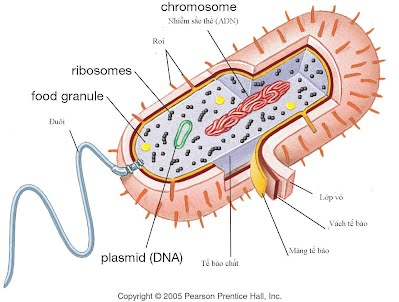 chromosome
Nhiễm sắc thể (ADN)
Roi
ribosomes
food granule
Đuôi
Lớp vỏ
Vách tế bào
Màng tế bào
plasmid (DNA)
Tế bào chất
Copyright © 2005 Pearson Prentice Hall, Inc.